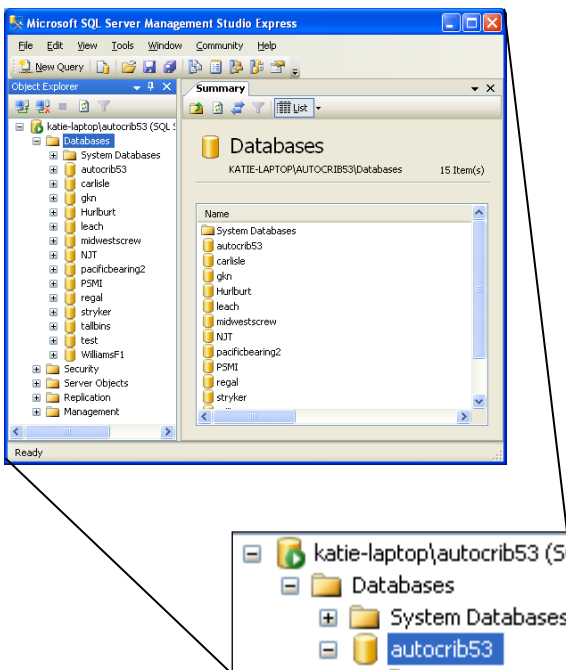 Microsoft SQL Server Management Studio Express
File Edit View Tools Window Community Help
New Query
Object Explorer
katie-laptop\autocrib53 (SQL S
Databases
System Databases
autocrib53
carlisle
gkn
Hurlburt
leach
midwestscrew
NJT
pacificbearing2
PSMI
regal
stryker
tallbins
test
WilliamsF1
Security
Server Objects
Replication
Management
Summary
List
Databases
KATIE-LAPTOP\AUTOCRIB53\Databases 15 Item(s)
Name
System Databases
autocrib53
carlisle
gkn
Hurlburt
leach
midwestscrew
NJT
pacificbearing2
PSMI
regal
stryker
Ready
katie-laptop\autocrib53 (S
Databases
System Databases
autocrib53